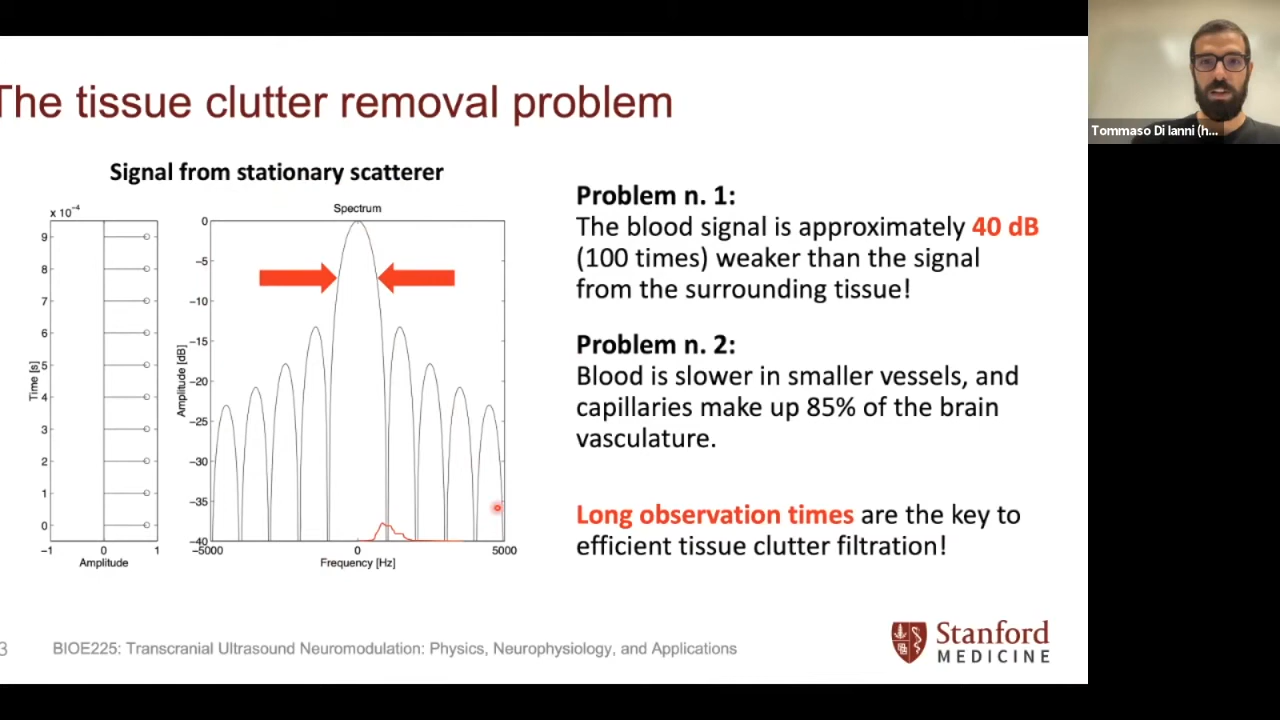 The tissue clutter removal problem
Signal from stationary scatterer
x 10⁻⁴
9
8
7
6
5
4
3
2
1
0
Time [s]
−1 0 1
Amplitude
Spectrum
0
−5
−10
−15
−20
−25
−30
−35
−40
Amplitude [dB]
−5000 0 5000
Frequency [Hz]
Problem n. 1:
The blood signal is approximately 40 dB
(100 times) weaker than the signal
from the surrounding tissue!
Problem n. 2:
Blood is slower in smaller vessels, and
capillaries make up 85% of the brain
vasculature.
Long observation times are the key to
efficient tissue clutter filtration!
3
BIOE225: Transcranial Ultrasound Neuromodulation: Physics, Neurophysiology, and Applications
Stanford
MEDICINE
Tommaso Di Ianni (h...